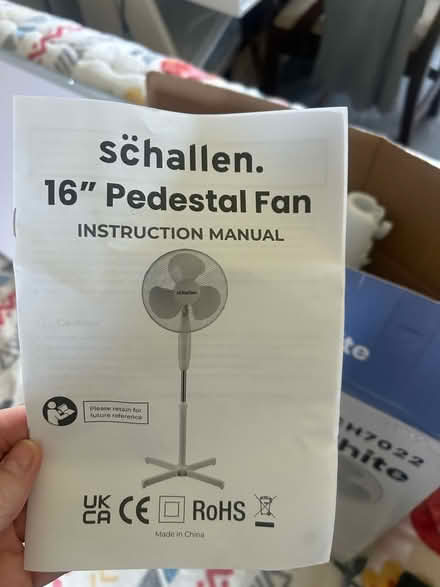 schallen.
16" Pedestal Fan
INSTRUCTION MANUAL
schallen.
Please retain for
future reference
UK
CA CE RoHS
Made in China
te
H7022
hite